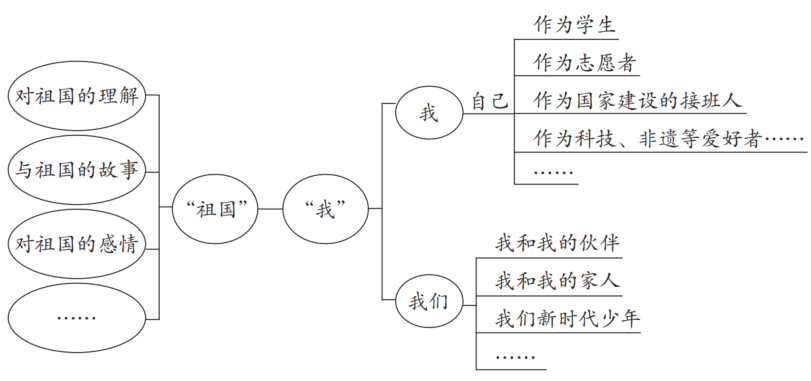 对祖国的理解
与祖国的故事
对祖国的感情
……
“祖国”
“我”
我
自己
作为学生
作为志愿者
作为国家建设的接班人
作为科技、非遗等爱好者……
……
我们
我和我的伙伴
我和我的家人
我们新时代少年
……